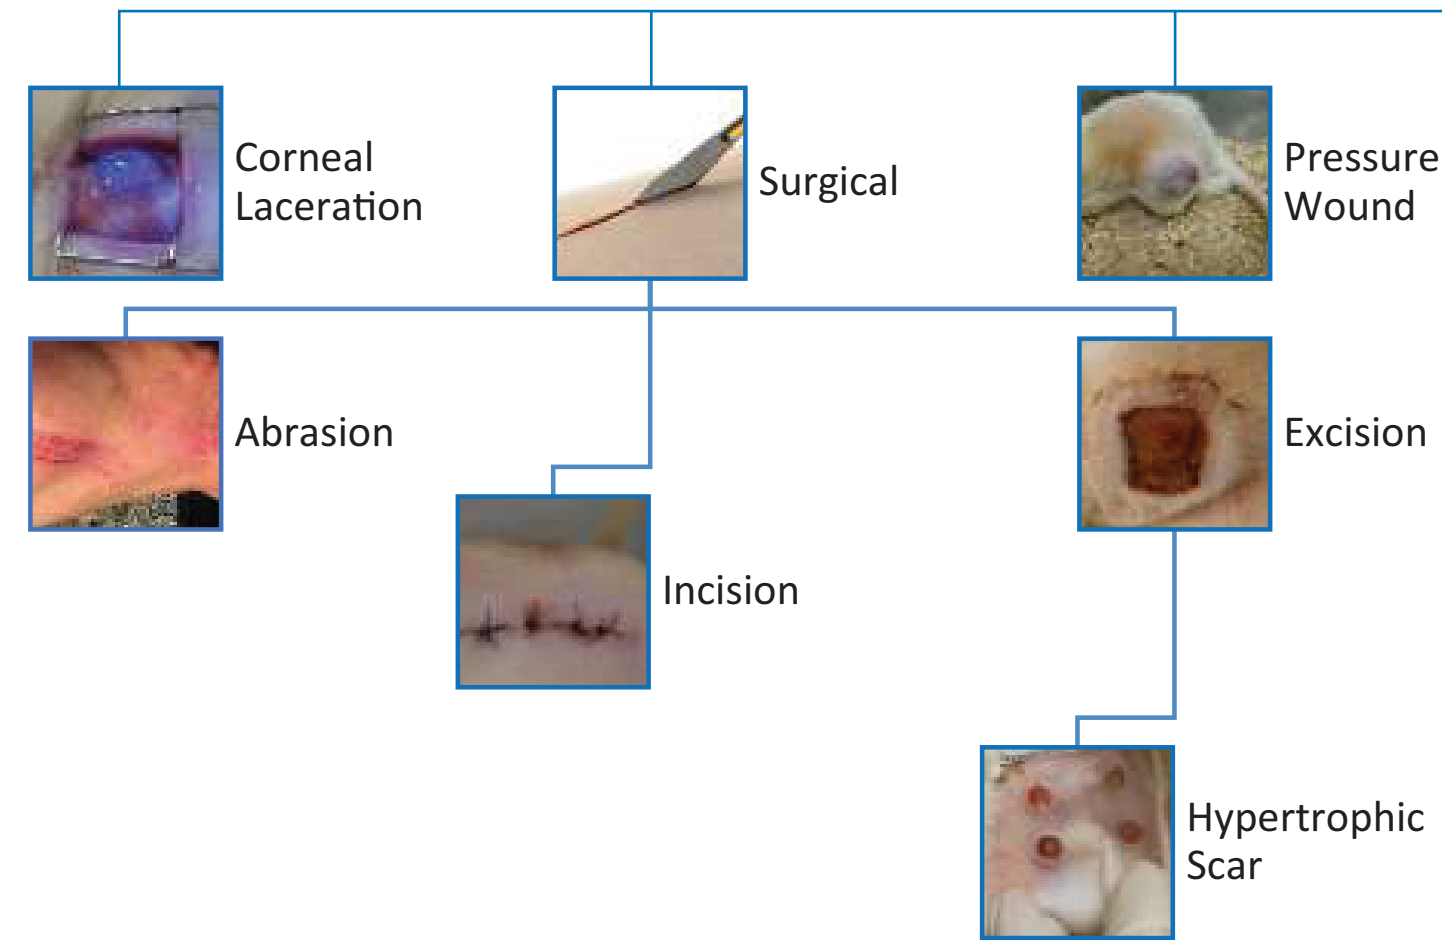 Corneal
Laceration
Surgical
Pressure
Wound
Abrasion
Excision
Incision
Hypertrophic
Scar